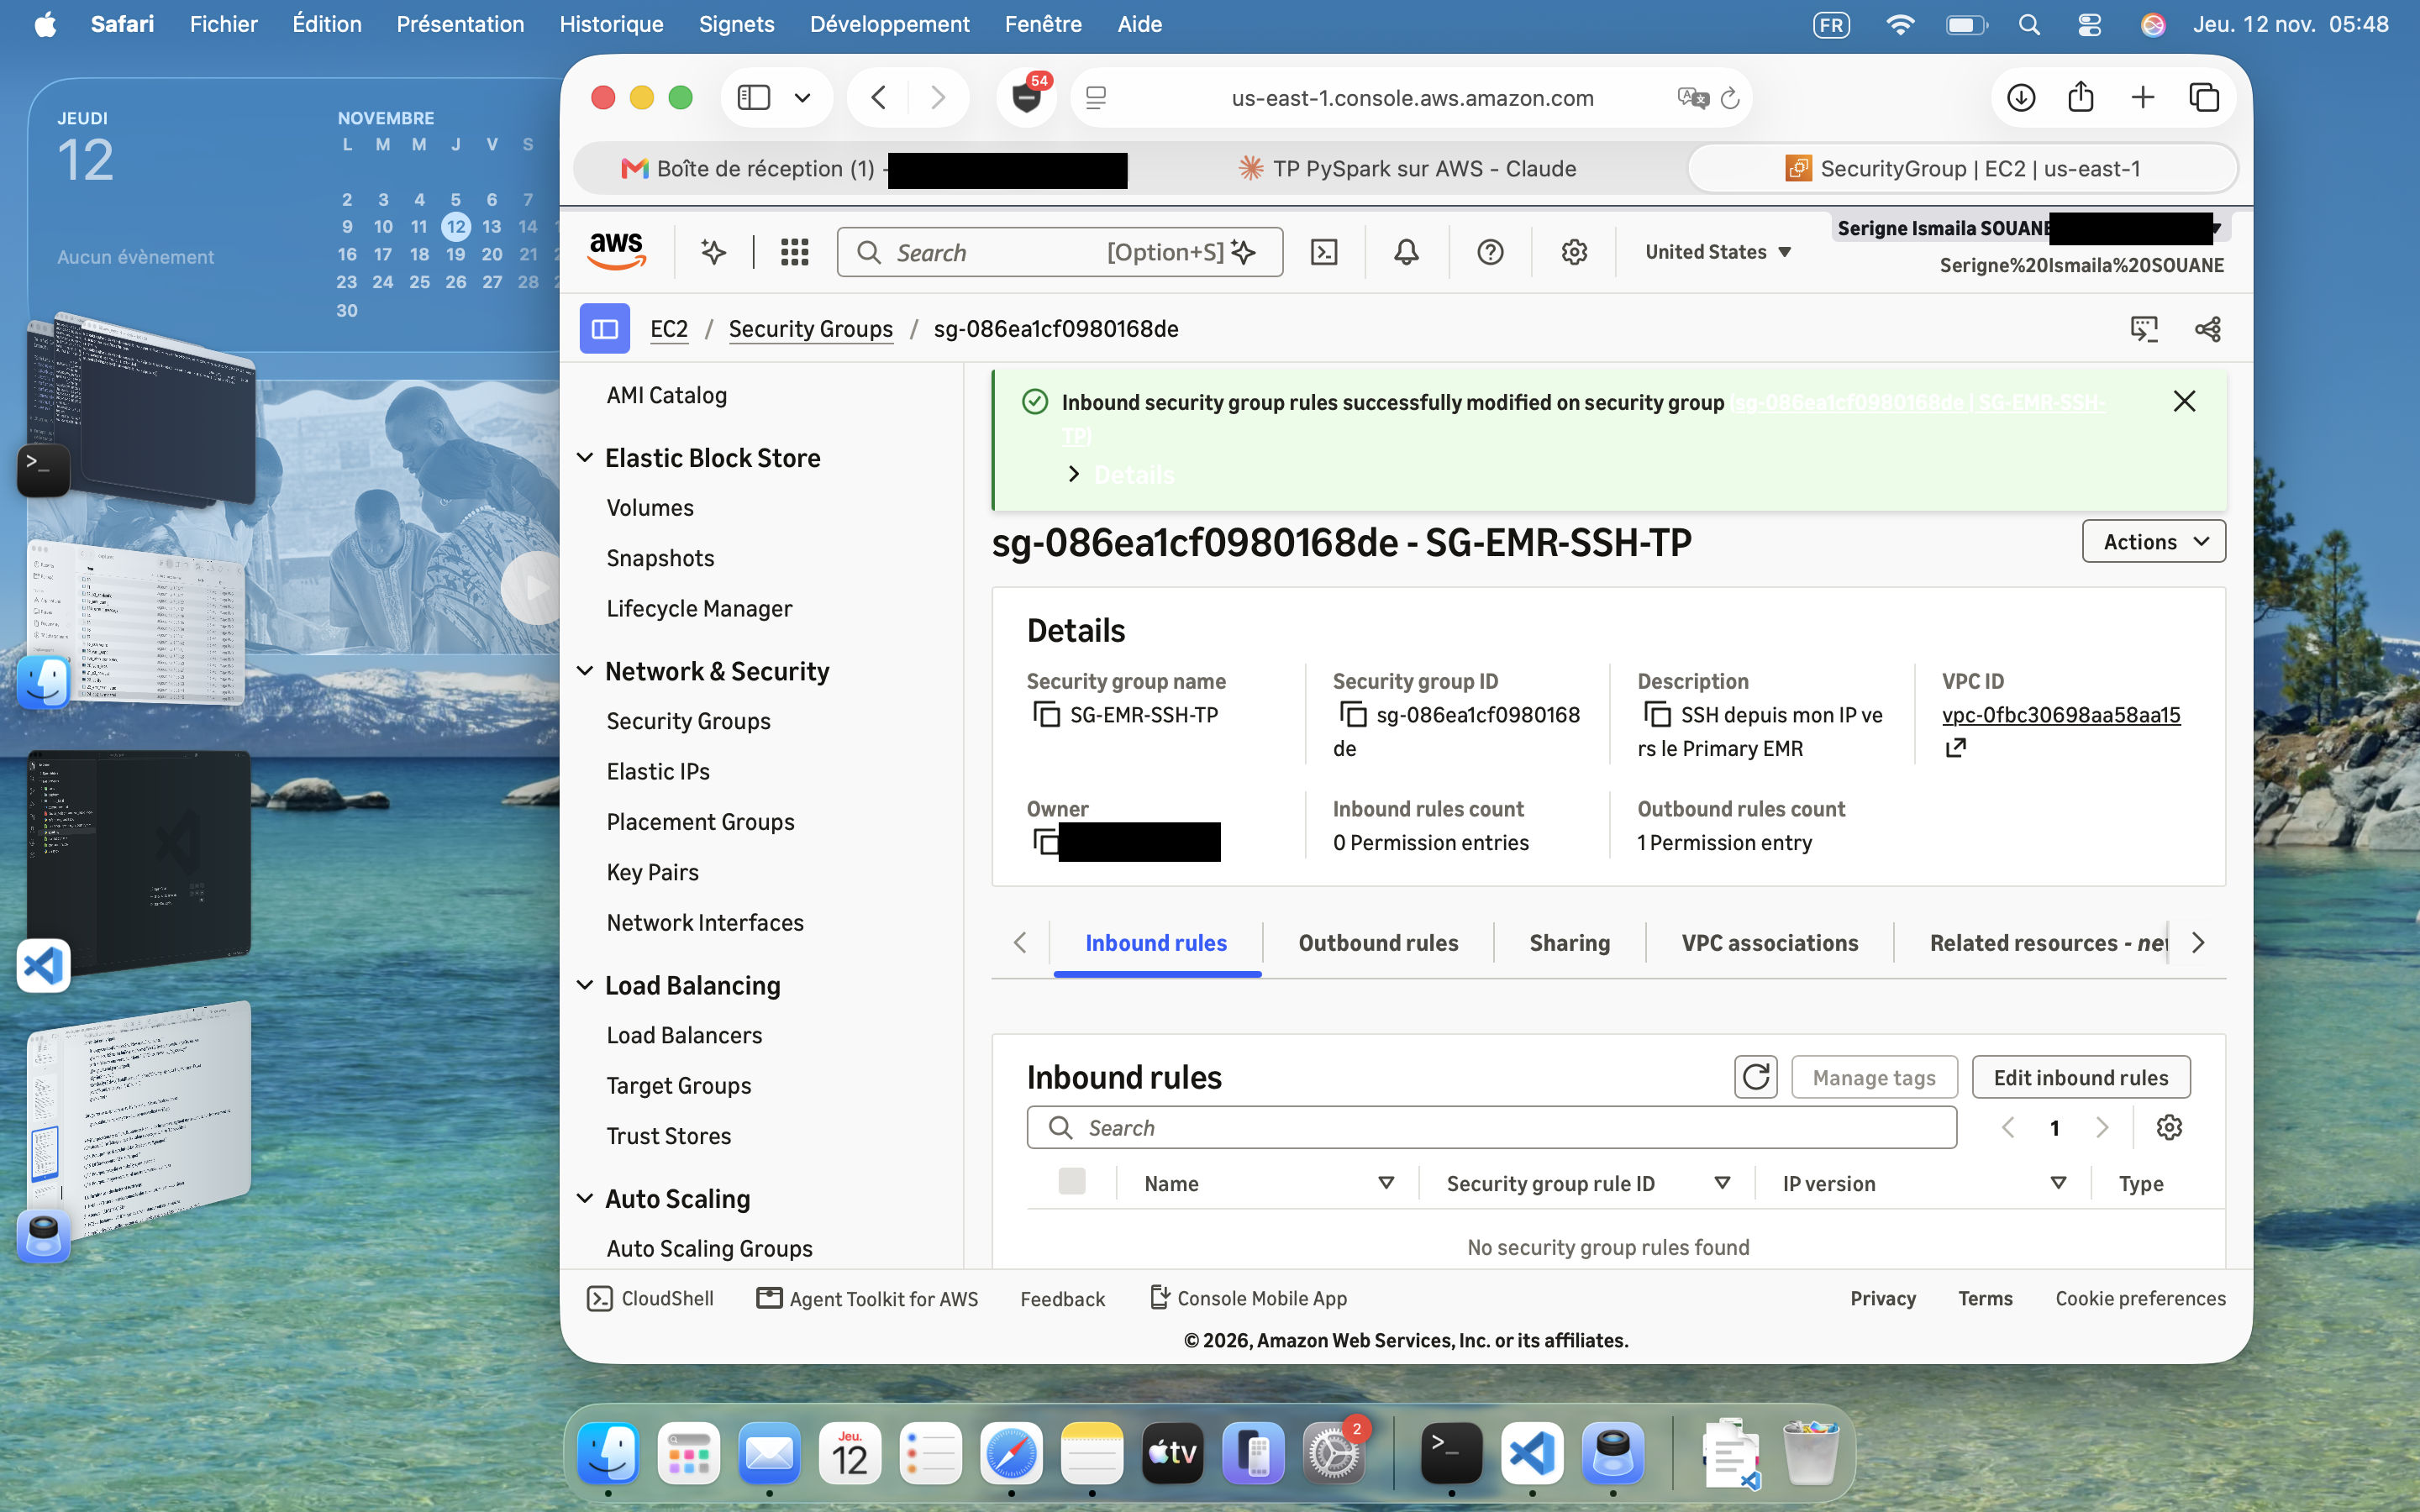 Safari Fichier Édition Présentation Historique Signets Développement Fenêtre Aide
FR
Jeu. 12 nov. 05:48
JEUDI
12
Aucun évènement
NOVEMBRE
L M M J V S
2 3 4 5 6 7
9 10 11 12 13 14
16 17 18 19 20 21
23 24 25 26 27 28
30
54
us-east-1.console.aws.amazon.com
Boîte de réception (1) -
TP PySpark sur AWS - Claude
SecurityGroup | EC2 | us-east-1
aws
Search [Option+S]
United States
Serigne Ismaila SOUANE
Serigne%20Ismaila%20SOUANE
EC2 / Security Groups / sg-086ea1cf0980168de
AMI Catalog
Elastic Block Store
Volumes
Snapshots
Lifecycle Manager
Network & Security
Security Groups
Elastic IPs
Placement Groups
Key Pairs
Network Interfaces
Load Balancing
Load Balancers
Target Groups
Trust Stores
Auto Scaling
Auto Scaling Groups
Inbound security group rules successfully modified on security group (sg-086ea1cf0980168de | SG-EMR-SSH-
TP)
Details
sg-086ea1cf0980168de - SG-EMR-SSH-TP
Actions
Details
Security group name
SG-EMR-SSH-TP
Security group ID
sg-086ea1cf0980168
de
Description
SSH depuis mon IP ve
rs le Primary EMR
VPC ID
vpc-0fbc30698aa58aa15
Owner
Inbound rules count
0 Permission entries
Outbound rules count
1 Permission entry
Inbound rules
Outbound rules
Sharing
VPC associations
Related resources - new
Inbound rules
Manage tags
Edit inbound rules
Search
1
Name
Security group rule ID
IP version
Type
No security group rules found
CloudShell
Agent Toolkit for AWS
Feedback
Console Mobile App
Privacy
Terms
Cookie preferences
© 2026, Amazon Web Services, Inc. or its affiliates.
Jeu.
12
tv
2